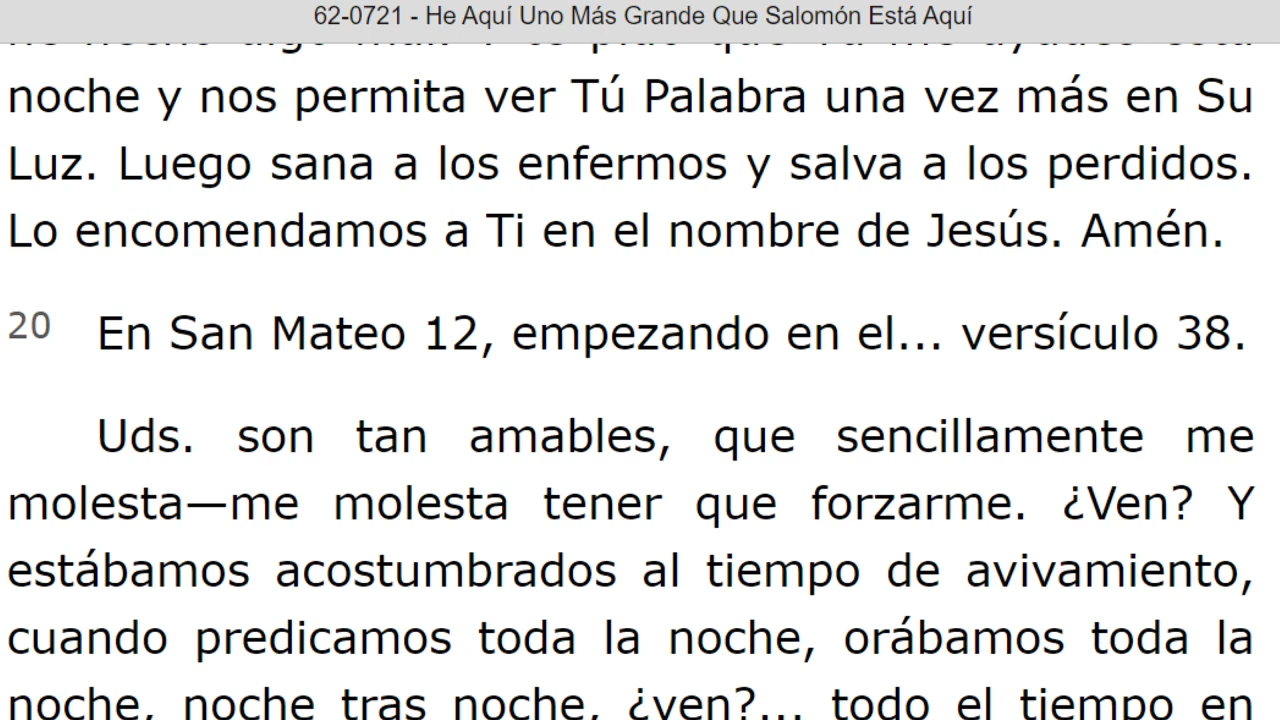 62-0721 - He Aquí Uno Más Grande Que Salomón Está Aquí
noche y nos permita ver Tú Palabra una vez más en Su
Luz. Luego sana a los enfermos y salva a los perdidos.
Lo encomendamos a Ti en el nombre de Jesús. Amén.
20 En San Mateo 12, empezando en el... versículo 38.
Uds. son tan amables, que sencillamente me
molesta—me molesta tener que forzarme. ¿Ven? Y
estábamos acostumbrados al tiempo de avivamiento,
cuando predicamos toda la noche, orábamos toda la
noche, noche tras noche, ¿ven?... todo el tiempo en